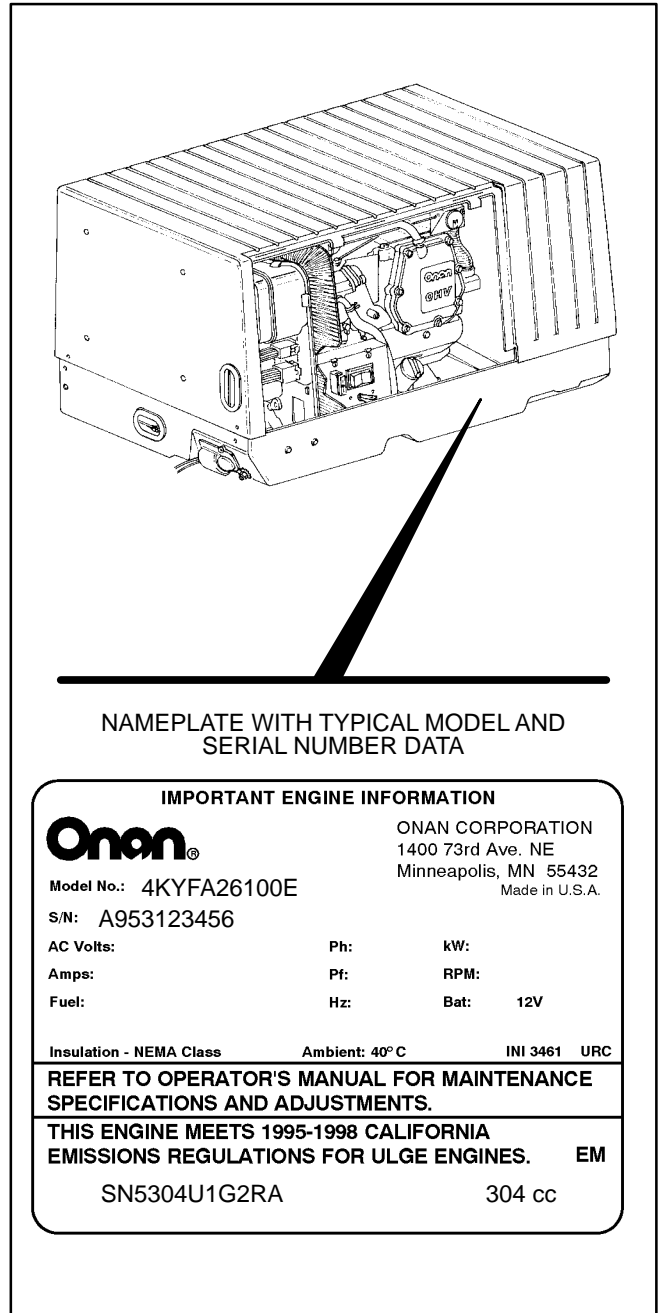 M
Onan
OHV
NAMEPLATE WITH TYPICAL MODEL AND
SERIAL NUMBER DATA
IMPORTANT ENGINE INFORMATION
Onan®
ONAN CORPORATION
1400 73rd Ave. NE
Minneapolis, MN 55432
Made in U.S.A.
Model No.: 4KYFA26100E
S/N: A953123456
AC Volts: Ph: kW:
Amps: Pf: RPM:
Fuel: Hz: Bat: 12V
Insulation - NEMA Class Ambient: 40° C INI 3461 URC
REFER TO OPERATOR'S MANUAL FOR MAINTENANCE
SPECIFICATIONS AND ADJUSTMENTS.
THIS ENGINE MEETS 1995-1998 CALIFORNIA
EMISSIONS REGULATIONS FOR ULGE ENGINES. EM
SN5304U1G2RA 304 cc